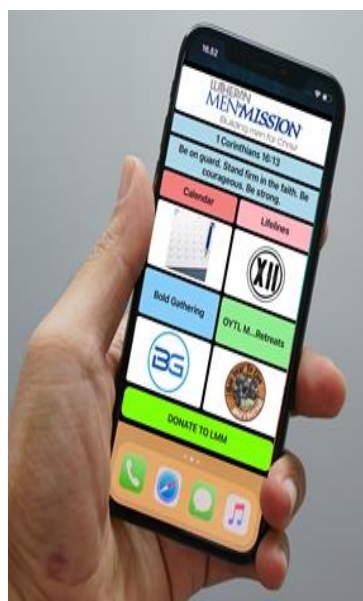 16.52
LUTHERAN
MEN IN MISSION
Building men for Christ
1 Corinthians 16:13
Be on guard. Stand firm in the faith. Be
courageous. Be strong.
Calendar
Lifelines
XII
Bold Gathering
OYTL M...Retreats
BG
DONATE TO LMM